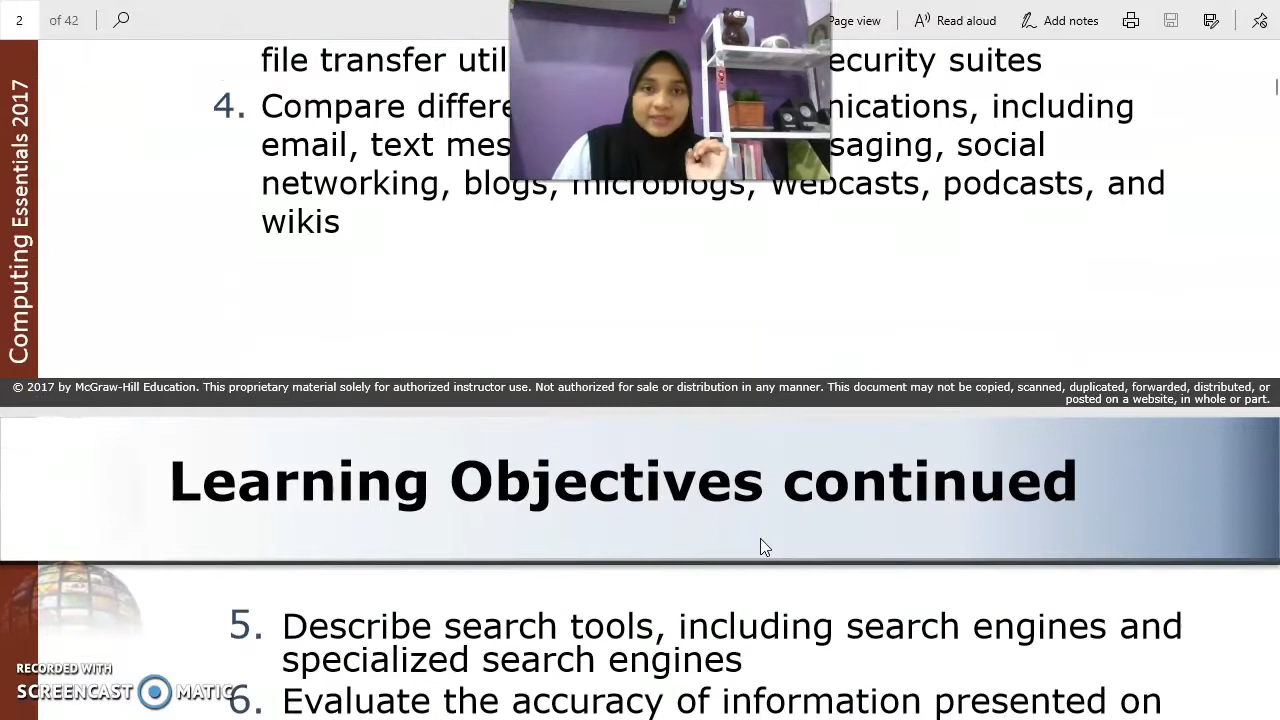 2 of 42 Page view Read aloud Add notes
file transfer ecurity suites
4. Compare nications, including
email, text saging, social
networking, blogs, microblogs, webcasts, podcasts, and
wikis
Computing Essentials 2017
© 2017 by McGraw-Hill Education. This proprietary material solely for authorized instructor use. Not authorized for sale or distribution in any manner. This document may not be copied, scanned, duplicated, forwarded, distributed, or
posted on a website, in whole or part.
Learning Objectives continued
5. Describe search tools, including search engines and
specialized search engines
6. Evaluate the accuracy of information presented on
RECORDED WITH
SCREENCAST MATIC